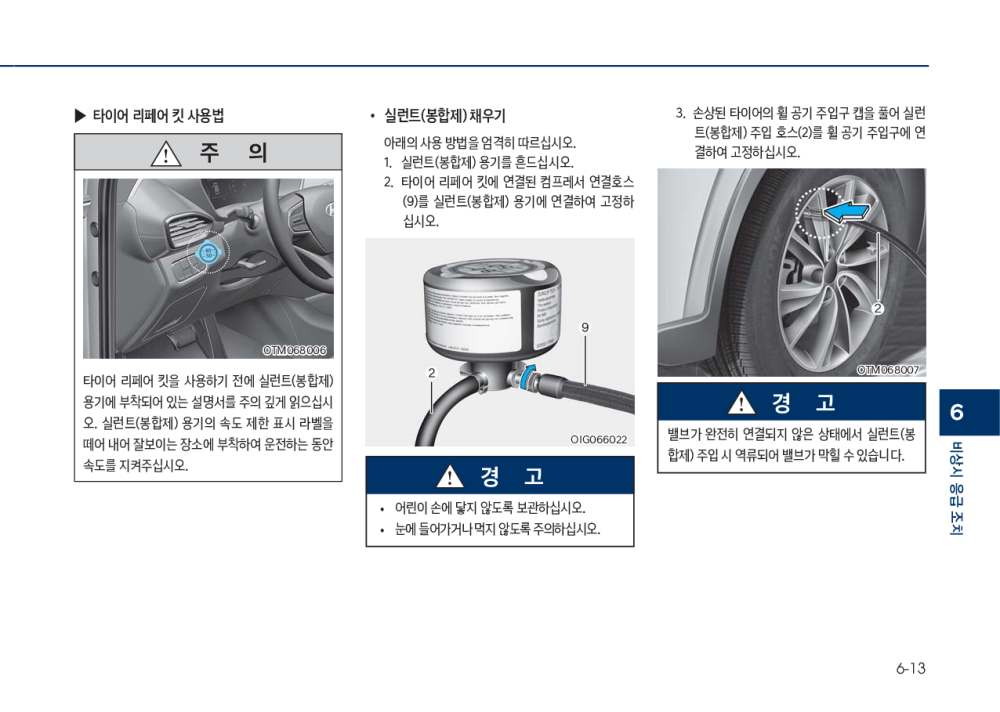 ▶ 타이어 리페어 킷 사용법
주 의
OTM068006
타이어 리페어 킷을 사용하기 전에 실런트(봉합제)
용기에 부착되어 있는 설명서를 주의 깊게 읽으십시
오. 실런트(봉합제) 용기의 속도 제한 표시 라벨을
떼어 내어 잘보이는 장소에 부착하여 운전하는 동안
속도를 지켜주십시오.
• 실런트(봉합제) 채우기
아래의 사용 방법을 엄격히 따르십시오.
1. 실런트(봉합제) 용기를 흔드십시오.
2. 타이어 리페어 킷에 연결된 컴프레서 연결호스
(9)를 실런트(봉합제) 용기에 연결하여 고정하
십시오.
9
2
OIG066022
경 고
• 어린이 손에 닿지 않도록 보관하십시오.
• 눈에 들어가거나 먹지 않도록 주의하십시오.
3. 손상된 타이어의 휠 공기 주입구 캡을 풀어 실런
트(봉합제) 주입 호스(2)를 휠 공기 주입구에 연
결하여 고정하십시오.
2
OTM068007
경 고
밸브가 완전히 연결되지 않은 상태에서 실런트(봉
합제) 주입 시 역류되어 밸브가 막힐 수 있습니다.
6
비상시 응급 조치
6-13